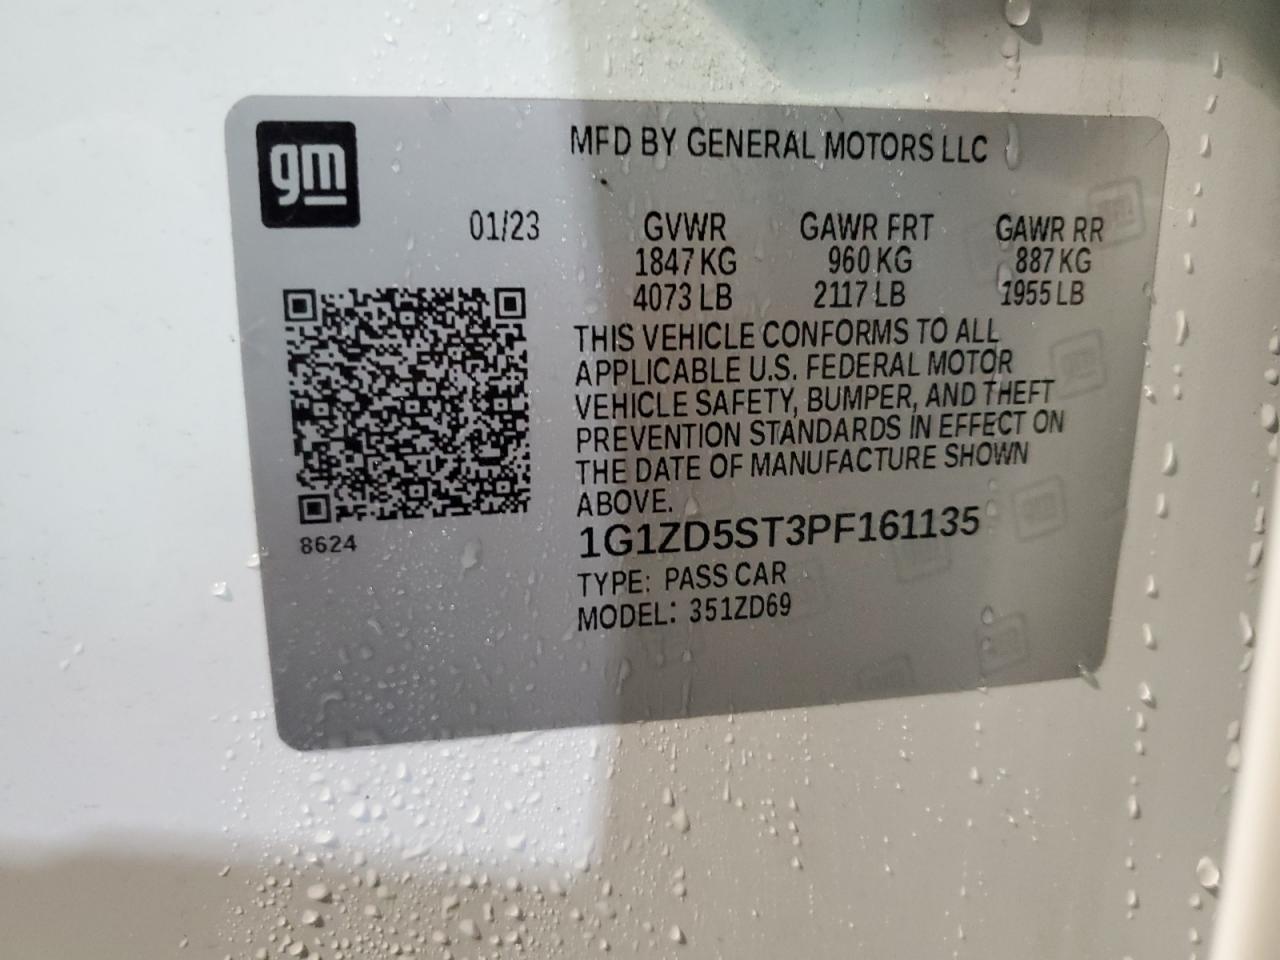 gm
MFD BY GENERAL MOTORS LLC
01/23
GVWR GAWR FRT GAWR RR
1847 KG 960 KG 887 KG
4073 LB 2117 LB 1955 LB
THIS VEHICLE CONFORMS TO ALL
APPLICABLE U.S. FEDERAL MOTOR
VEHICLE SAFETY, BUMPER, AND THEFT
PREVENTION STANDARDS IN EFFECT ON
THE DATE OF MANUFACTURE SHOWN
ABOVE.
8624
1G1ZD5ST3PF161135
TYPE: PASS CAR
MODEL: 351ZD69